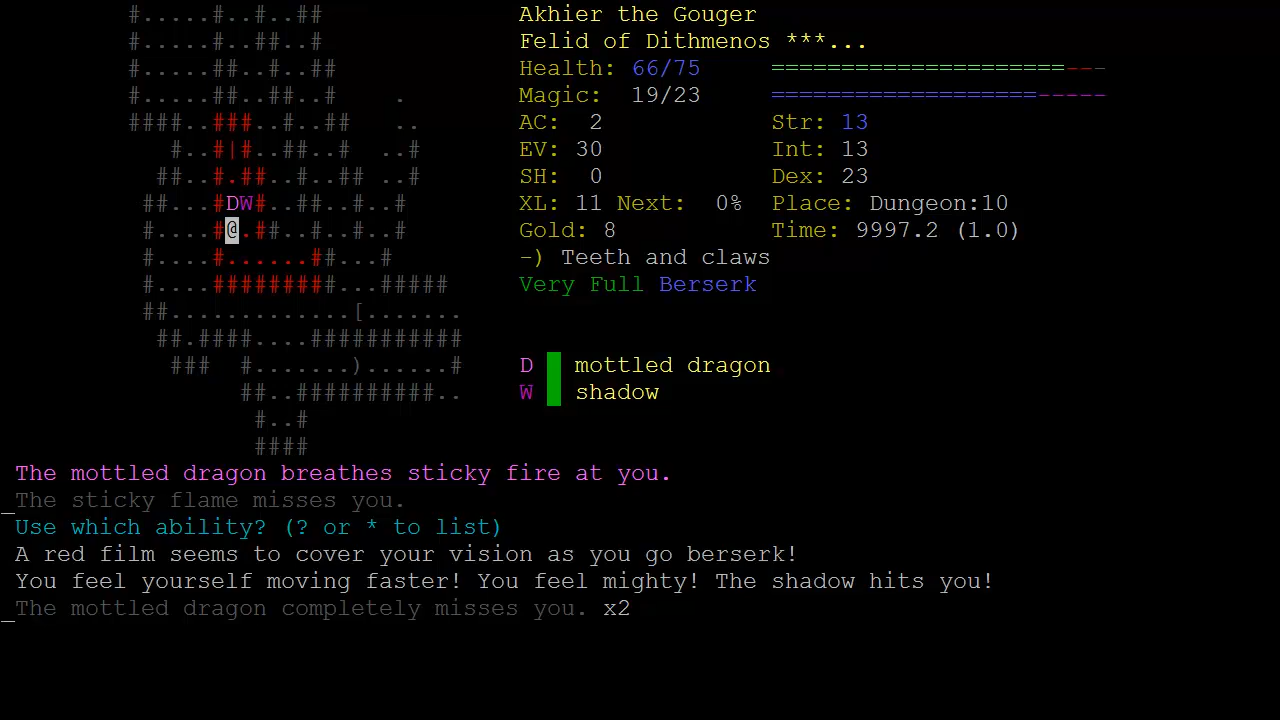 #.....#..#..##
Akhier the Gouger
#.....#..##..#
Felid of Dithmenos ***...
#.....##..#..##
Health: 66/75 =====================---
#.....##..##..# .
Magic: 19/23 ===================-----
####..###..#..## ..
AC: 2 Str: 13
#..#|#..##..# ..#
EV: 30 Int: 13
##..#.##..#..## ..#
SH: 0 Dex: 23
##...#DW#..##..#..#
XL: 11 Next: 0% Place: Dungeon:10
#....#@.##..#..#..#
Gold: 8 Time: 9997.2 (1.0)
#....#......##...#
-) Teeth and claws
#....########...#####
Very Full Berserk
##.............[.......
##.####....###########
### #.......)......#
D mottled dragon
##..##########..
W shadow
#..#
####
The mottled dragon breathes sticky fire at you.
_The sticky flame misses you.
Use which ability? (? or * to list)
A red film seems to cover your vision as you go berserk!
You feel yourself moving faster! You feel mighty! The shadow hits you!
_The mottled dragon completely misses you. x2